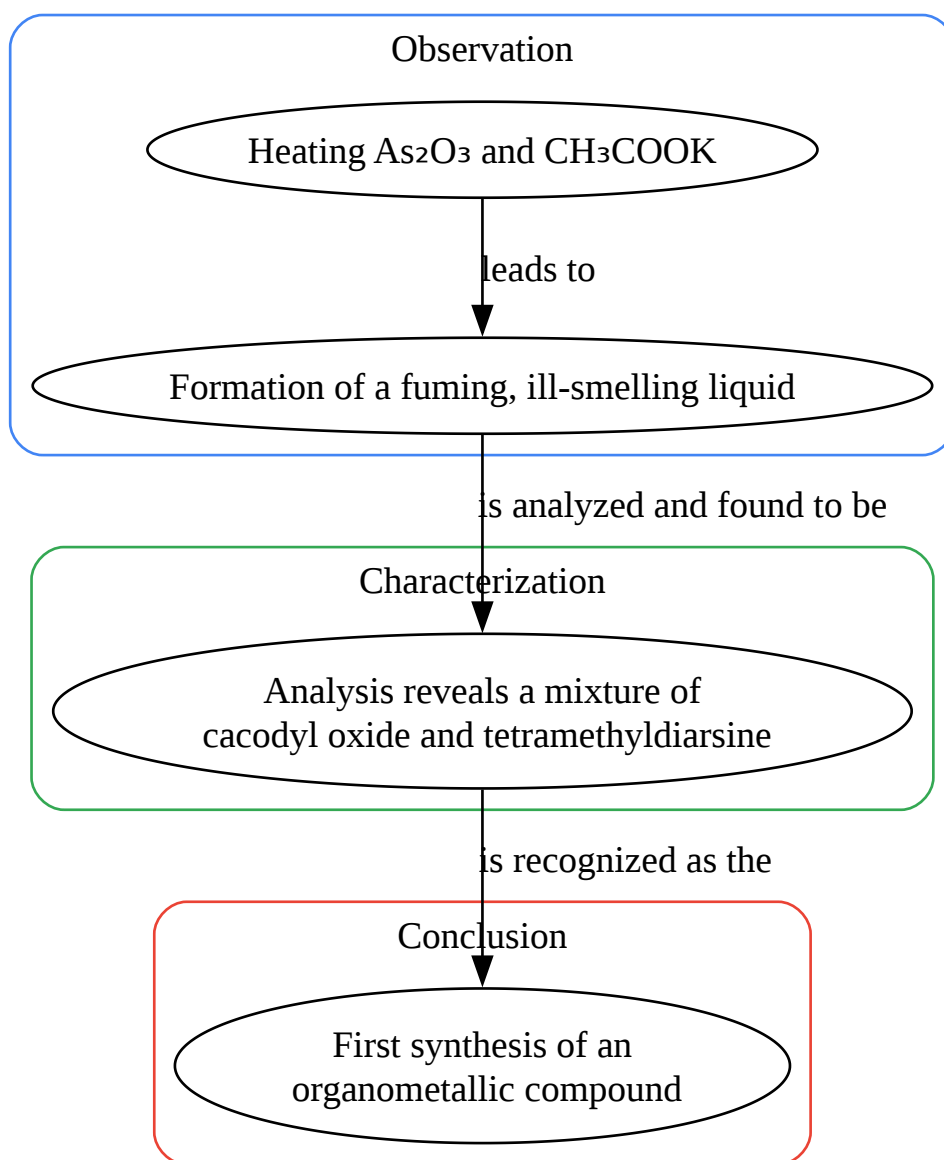 Observation
Heating As₂O₃ and CH₃COOK
leads to
Formation of a fuming, ill-smelling liquid
is analyzed and found to be
Characterization
Analysis reveals a mixture of
cacodyl oxide and tetramethyldiarsine
is recognized as the
Conclusion
First synthesis of an
organometallic compound